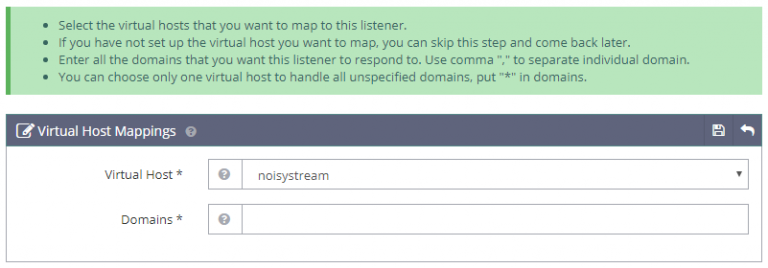 Select the virtual hosts that you want to map to this listener.
If you have not set up the virtual host you want to map, you can skip this step and come back later.
Enter all the domains that you want this listener to respond to. Use comma "," to separate individual domain.
You can choose only one virtual host to handle all unspecified domains, put "*" in domains.
Virtual Host Mappings
Virtual Host * noisystream
Domains *